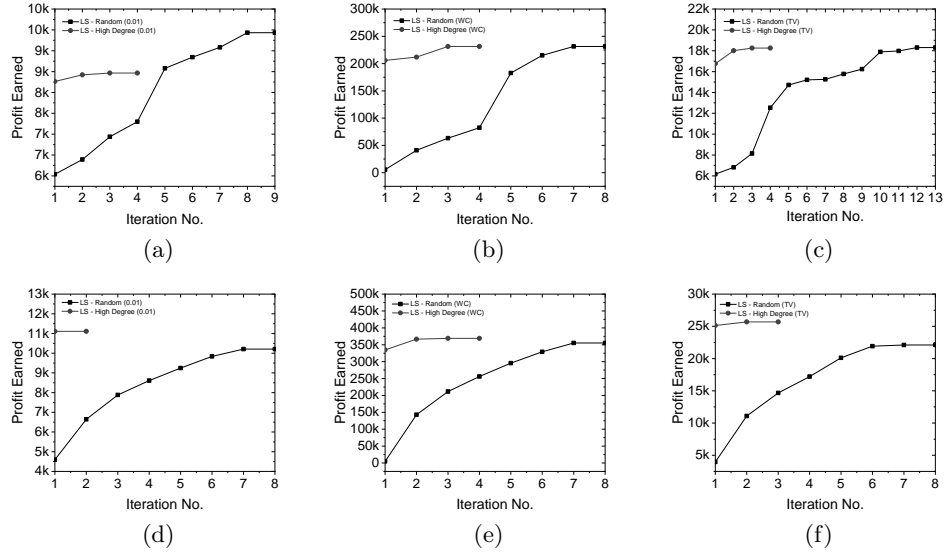 LS - Random (0.01)
LS - High Degree (0.01)
Profit Earned
10k
10k
9k
8k
7k
7k
6k
1 2 3 4 5 6 7 8 9
Iteration No.
(a)
LS - Random (WC)
LS - High Degree (WC)
Profit Earned
300k
250k
200k
150k
100k
50k
0
1 2 3 4 5 6 7 8
Iteration No.
(b)
LS - Random (TV)
LS - High Degree (TV)
Profit Earned
22k
20k
18k
16k
14k
12k
10k
8k
6k
1 2 3 4 5 6 7 8 9 10 11 12 13
Iteration No.
(c)
LS - Random (0.01)
LS - High Degree (0.01)
Profit Earned
13k
12k
11k
10k
8k
7k
6k
5k
4k
1 2 3 4 5 6 7 8
Iteration No.
(d)
LS - Random (WC)
LS - High Degree (WC)
Profit Earned
500k
450k
400k
350k
300k
250k
200k
150k
100k
50k
0
1 2 3 4 5 6 7 8
Iteration No.
(e)
LS - Random (TV)
LS - High Degree (TV)
Profit Earned
30k
25k
20k
15k
10k
5k
1 2 3 4 5 6 7 8
Iteration No.
(f)